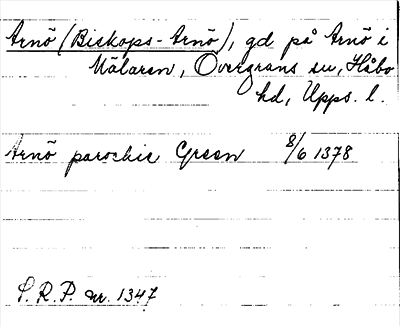 Arnö (Biskops-Arnö), gd på Arnö i
Mälaren, Övergrans sn, Håbo
hd, Upps. l.
Arnö parochie Green 8/6 1378
S.R.P. nr. 1347